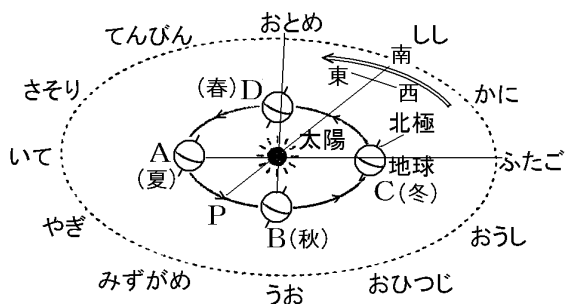 おとめ
てんびん
しし
南
東
西
さそり
(春) D
かに
北極
太陽
いて
A
(夏)
地球
ふたご
C (冬)
P
B (秋)
やぎ
おうし
みずがめ
うお
おひつじ